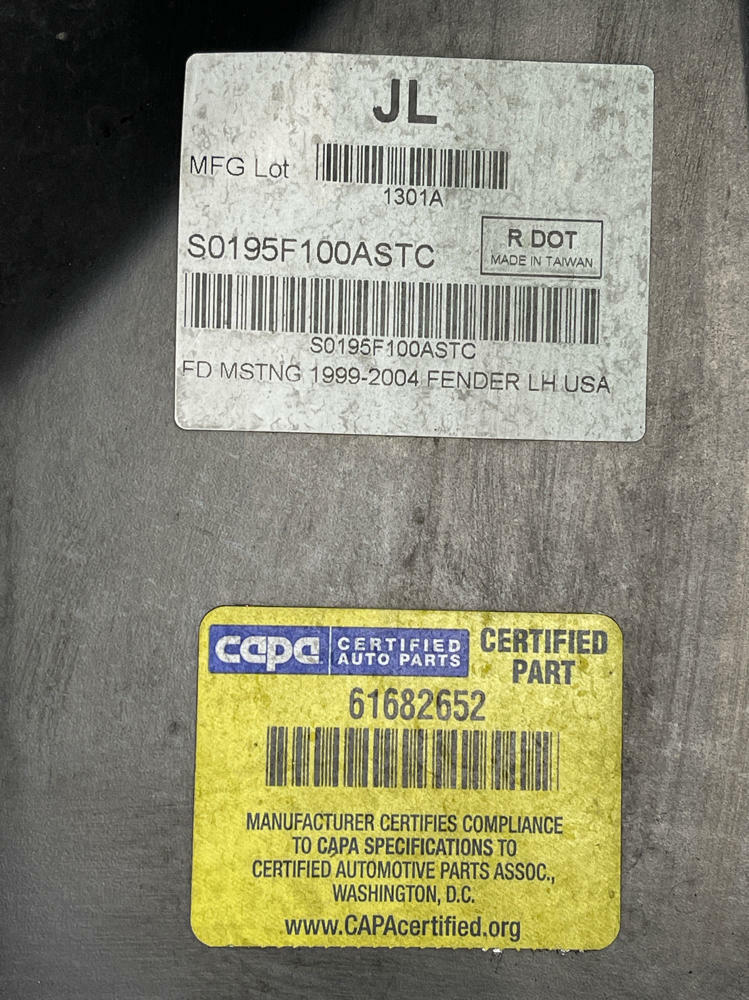 JL
MFG Lot
1301A
S0195F100ASTC
R DOT
MADE IN TAIWAN
S0195F100ASTC
FD MSTNG 1999-2004 FENDER LH USA
capa CERTIFIED AUTO PARTS
CERTIFIED PART
61682652
MANUFACTURER CERTIFIES COMPLIANCE
TO CAPA SPECIFICATIONS TO
CERTIFIED AUTOMOTIVE PARTS ASSOC.,
WASHINGTON, D.C.
www.CAPAcertified.org